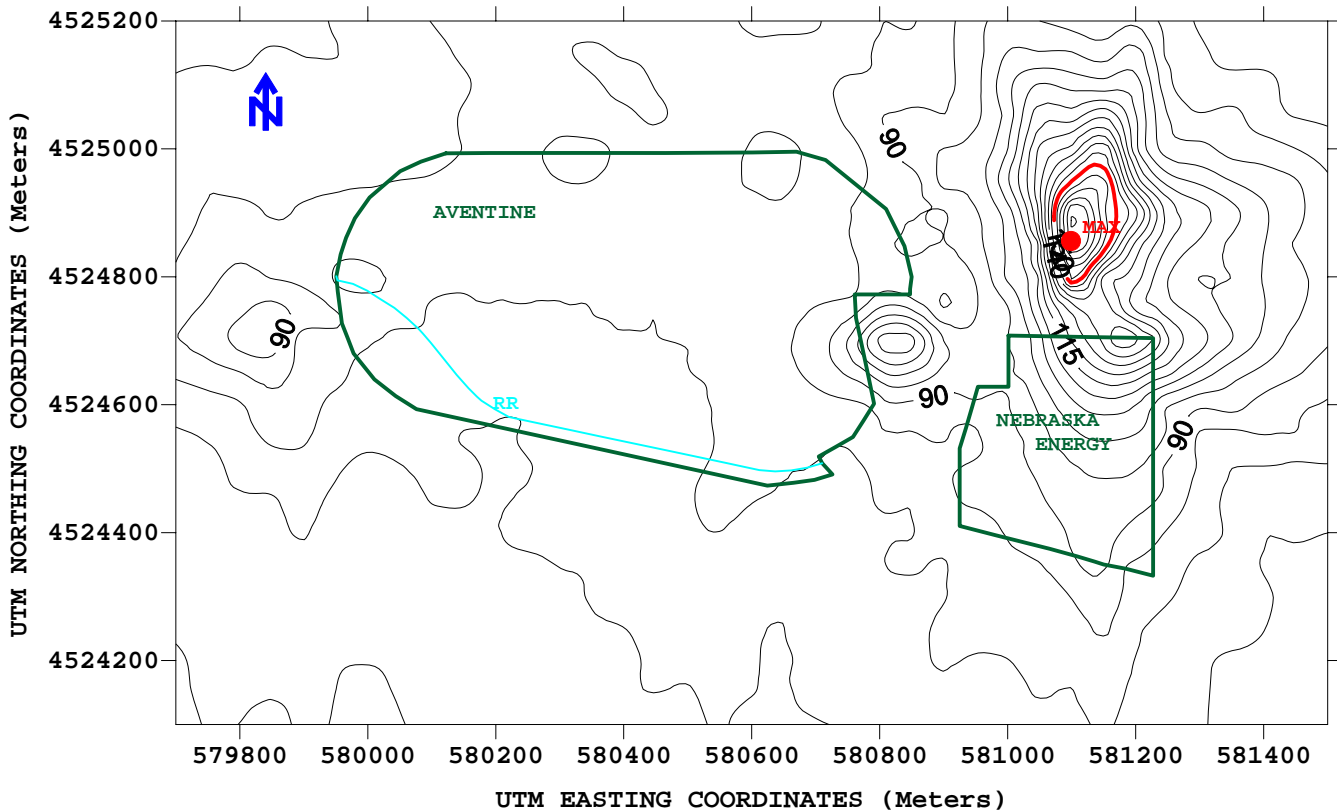 4525200
4525000
4524800
4524600
4524400
4524200
UTM NORTHING COORDINATES (Meters)
N
90
AVENTINE
MAX
140
90
115
RR
90
NEBRASKA
ENERGY
90
579800 580000 580200 580400 580600 580800 581000 581200 581400
UTM EASTING COORDINATES (Meters)